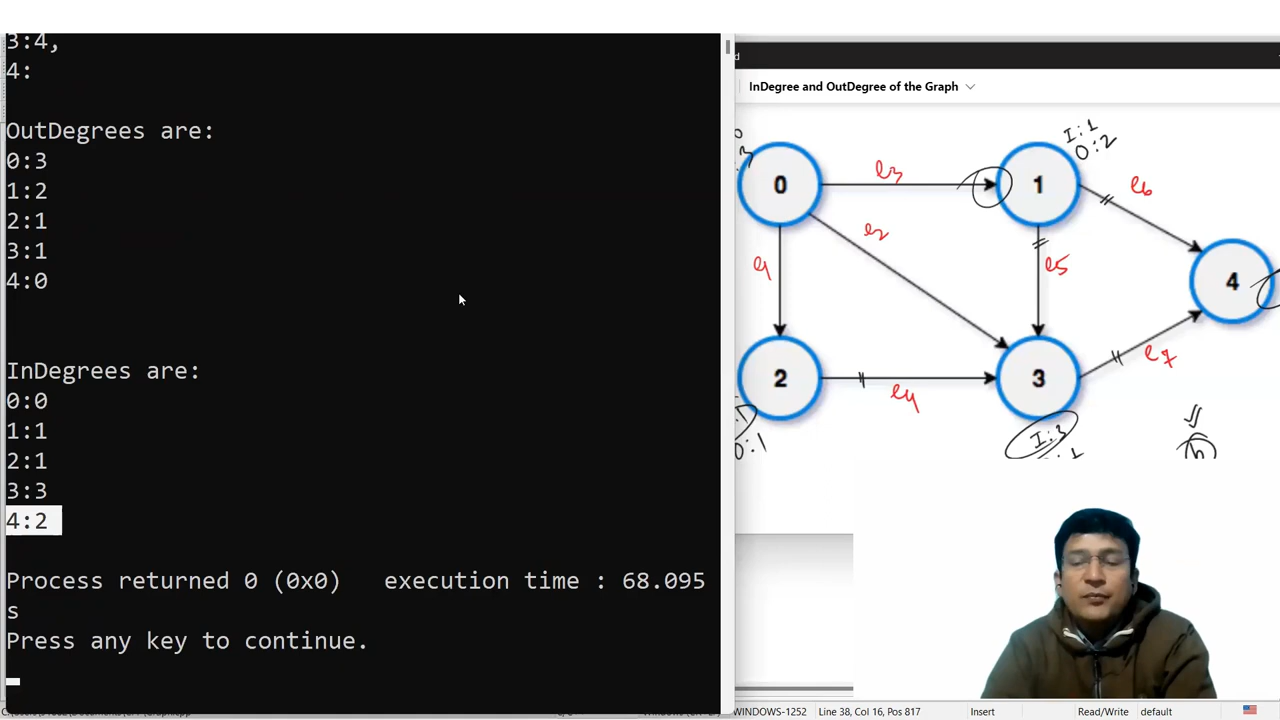 3:4,
4:
OutDegrees are:
0:3
1:2
2:1
3:1
4:0
InDegrees are:
0:0
1:1
2:1
3:3
4:2
Process returned 0 (0x0)   execution time : 68.095
s
Press any key to continue.
InDegree and OutDegree of the Graph
I:1
O:2
0
e3
1
e6
e2
e1
e5
4
2
e4
3
e7
O:1
I:3
WINDOWS-1252
Line 38, Col 16, Pos 817
Insert
Read/Write
default